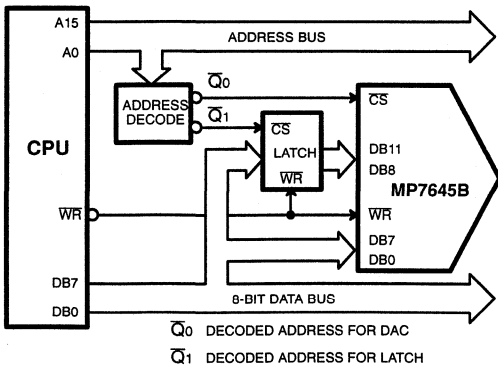 A15
A0
ADDRESS BUS
Q̅0
Q̅1
ADDRESS DECODE
CPU
C̅S̅
LATCH
W̅R̅
C̅S̅
DB11
DB8
MP7645B
W̅R̅
DB7
DB0
W̅R̅
DB7
DB0
8-BIT DATA BUS
Q̅0 DECODED ADDRESS FOR DAC
Q̅1 DECODED ADDRESS FOR LATCH